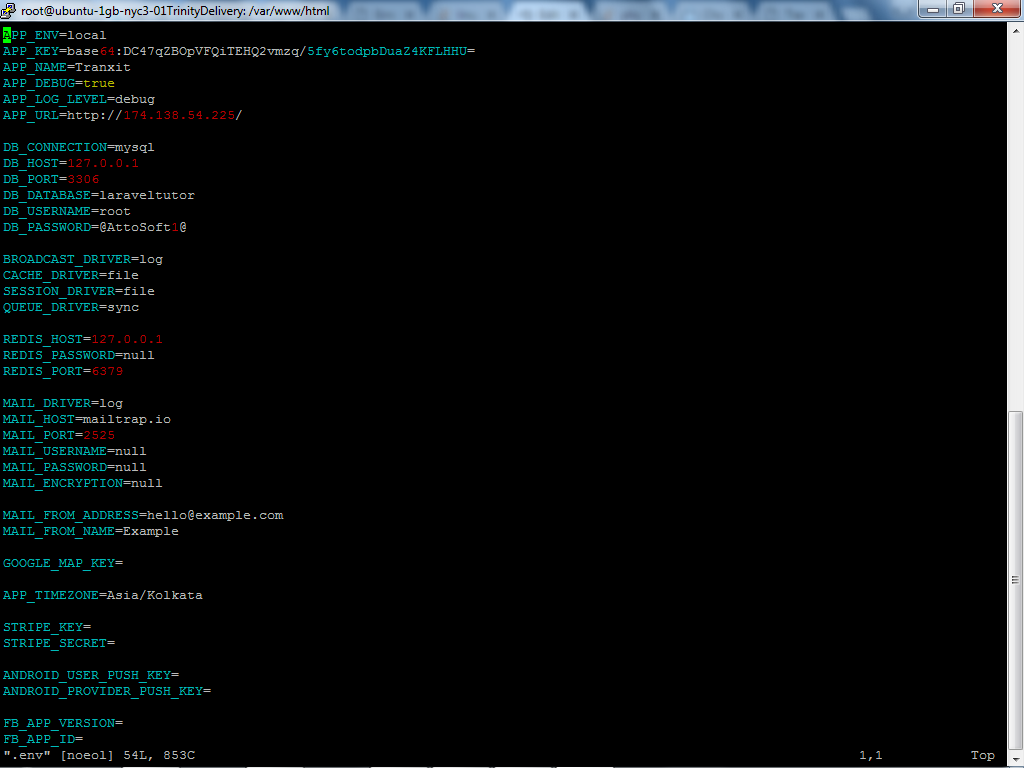 root@ubuntu-1gb-nyc3-01TrinityDelivery: /var/www/html
APP_ENV=local
APP_KEY=base64:DC47qZBOpVFQiTEHQ2vmzq/5fy6todpbDuaZ4KFLHHU=
APP_NAME=Tranxit
APP_DEBUG=true
APP_LOG_LEVEL=debug
APP_URL=http://174.138.54.225/
DB_CONNECTION=mysql
DB_HOST=127.0.0.1
DB_PORT=3306
DB_DATABASE=laraveltutor
DB_USERNAME=root
DB_PASSWORD=@AttoSoft1@
BROADCAST_DRIVER=log
CACHE_DRIVER=file
SESSION_DRIVER=file
QUEUE_DRIVER=sync
REDIS_HOST=127.0.0.1
REDIS_PASSWORD=null
REDIS_PORT=6379
MAIL_DRIVER=log
MAIL_HOST=mailtrap.io
MAIL_PORT=2525
MAIL_USERNAME=null
MAIL_PASSWORD=null
MAIL_ENCRYPTION=null
MAIL_FROM_ADDRESS=hello@example.com
MAIL_FROM_NAME=Example
GOOGLE_MAP_KEY=
APP_TIMEZONE=Asia/Kolkata
STRIPE_KEY=
STRIPE_SECRET=
ANDROID_USER_PUSH_KEY=
ANDROID_PROVIDER_PUSH_KEY=
FB_APP_VERSION=
FB_APP_ID=
".env" [noeol] 54L, 853C 1,1 Top